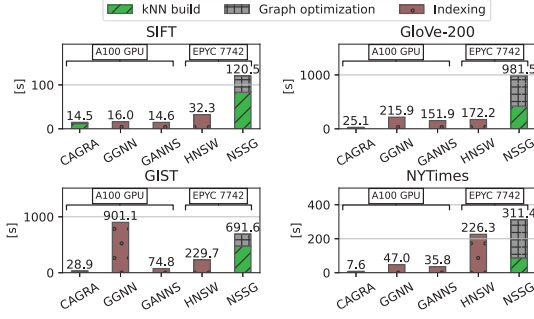 kNN build Graph optimization Indexing
SIFT
A100 GPU EPYC 7742
[s]
100
0
14.5 16.0 14.6 32.3 120.5
CAGRA GGNN GANNS HNSW NSSG
GloVe-200
A100 GPU EPYC 7742
[s]
1000
0
25.1 215.9 151.9 172.2 981.5
CAGRA GGNN GANNS HNSW NSSG
GIST
A100 GPU EPYC 7742
[s]
1000
0
28.9 901.1 74.8 229.7 691.6
CAGRA GGNN GANNS HNSW NSSG
NYTimes
A100 GPU EPYC 7742
[s]
400
200
0
7.6 47.0 35.8 226.3 311.4
CAGRA GGNN GANNS HNSW NSSG